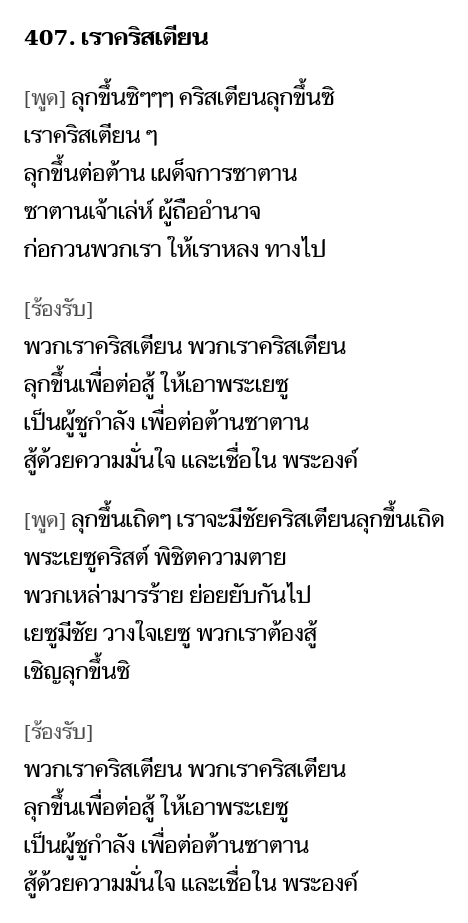 407. เราคริสเตียน
[พูด] ลุกขึ้นซิๆๆๆ คริสเตียนลุกขึ้นซิ
เราคริสเตียน ๆ
ลุกขึ้นต่อต้าน เผด็จการซาตาน
ซาตานเจ้าเล่ห์ ผู้ถืออำนาจ
ก่อกวนพวกเรา ให้เราหลง ทางไป
[ร้องรับ]
พวกเราคริสเตียน พวกเราคริสเตียน
ลุกขึ้นเพื่อต่อสู้ ให้เอาพระเยซู
เป็นผู้ชูกำลัง เพื่อต่อต้านซาตาน
สู้ด้วยความมั่นใจ และเชื่อใน พระองค์
[พูด] ลุกขึ้นเถิดๆ เราจะมีชัยคริสเตียนลุกขึ้นเถิด
พระเยซูคริสต์ พิชิตความตาย
พวกเหล่ามารร้าย ย่อยยับกันไป
เยซูมีชัย วางใจเยซู พวกเราต้องสู้
เชิญลุกขึ้นซิ
[ร้องรับ]
พวกเราคริสเตียน พวกเราคริสเตียน
ลุกขึ้นเพื่อต่อสู้ ให้เอาพระเยซู
เป็นผู้ชูกำลัง เพื่อต่อต้านซาตาน
สู้ด้วยความมั่นใจ และเชื่อใน พระองค์